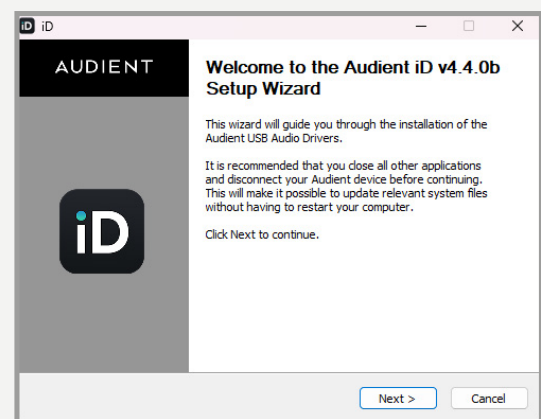 iD iD
AUDIENT
Welcome to the Audient iD v4.4.0b
Setup Wizard
This wizard will guide you through the installation of the
Audient USB Audio Drivers.
It is recommended that you close all other applications
and disconnect your Audient device before continuing.
This will make it possible to update relevant system files
without having to restart your computer.
Click Next to continue.
iD
Next >
Cancel